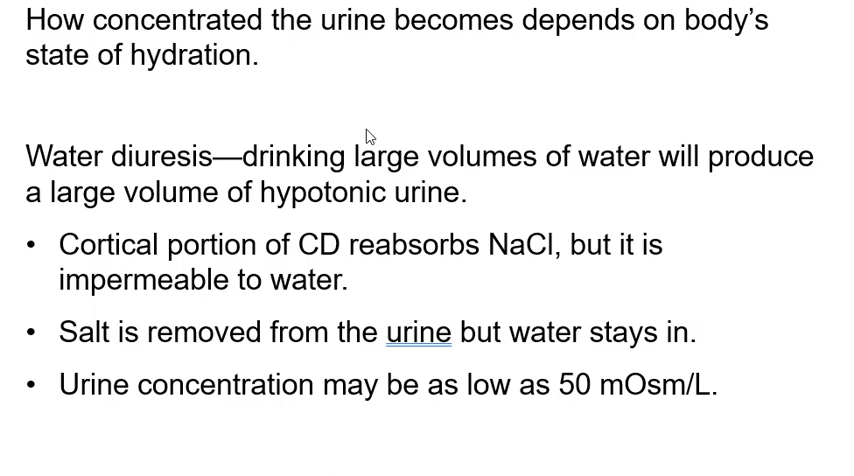 How concentrated the urine becomes depends on body’s
state of hydration.
Water diuresis—drinking large volumes of water will produce
a large volume of hypotonic urine.
• Cortical portion of CD reabsorbs NaCl, but it is
impermeable to water.
• Salt is removed from the urine but water stays in.
• Urine concentration may be as low as 50 mOsm/L.